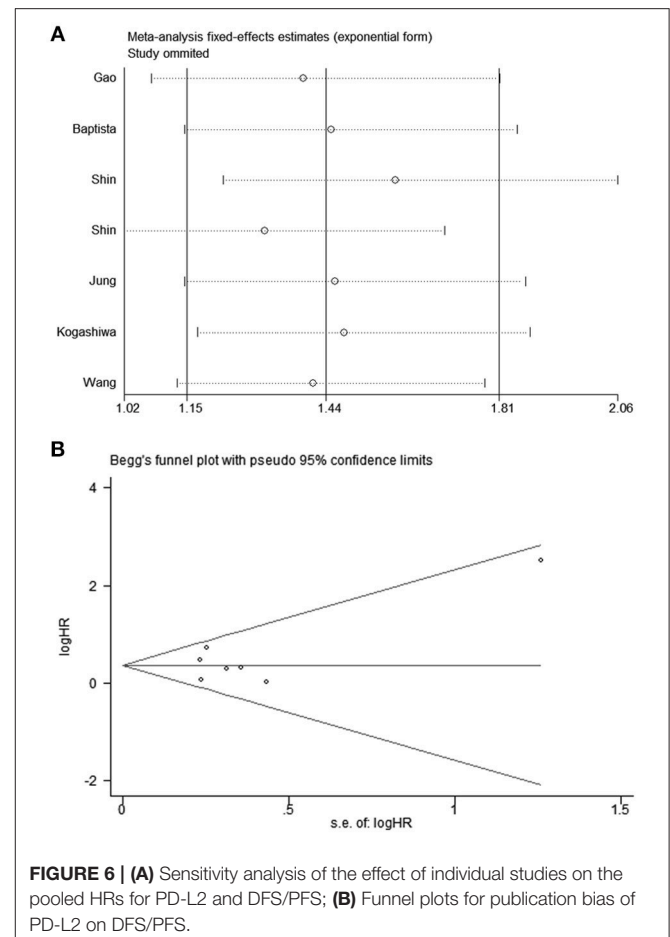 A
Meta-analysis fixed-effects estimates (exponential form)
Study ommited
Gao
Baptista
Shin
Shin
Jung
Kogashiwa
Wang
1.02 1.15 1.44 1.81 2.06
B
Begg's funnel plot with pseudo 95% confidence limits
4
2
0
-2
logHR
0 .5 1 1.5
s.e. of: logHR
FIGURE 6 | (A) Sensitivity analysis of the effect of individual studies on the
pooled HRs for PD-L2 and DFS/PFS; (B) Funnel plots for publication bias of
PD-L2 on DFS/PFS.